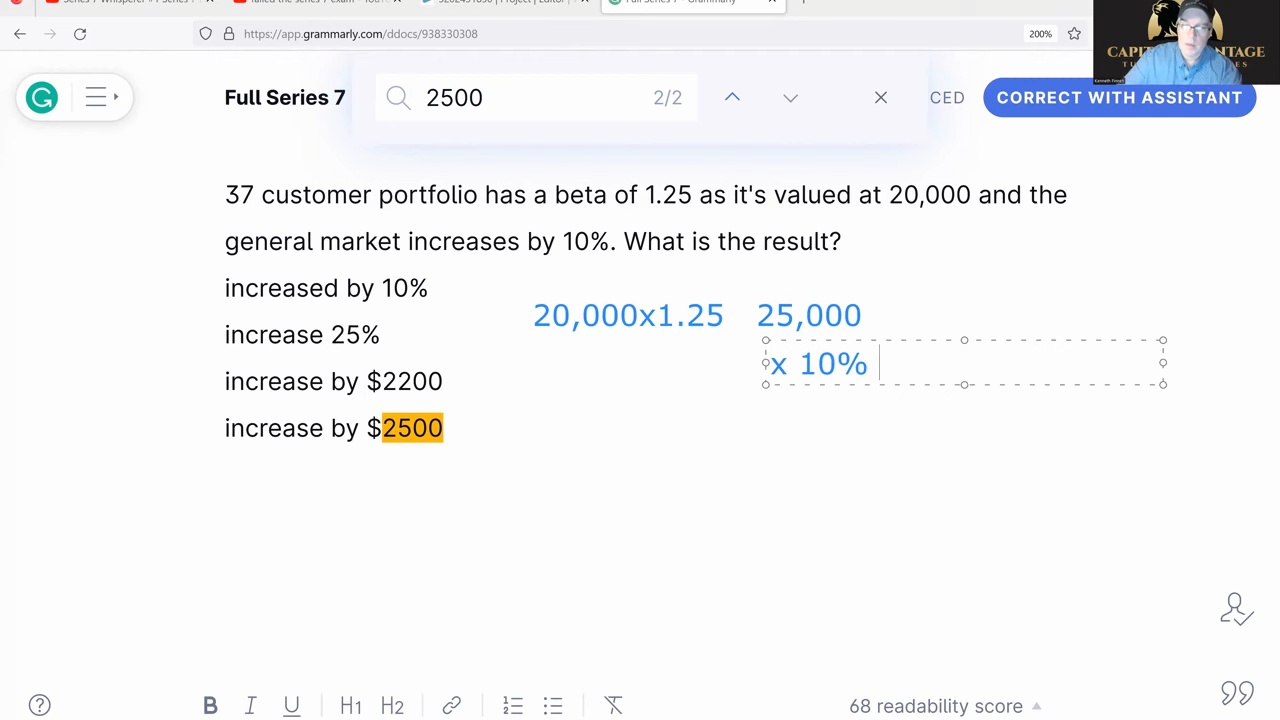 https://app.grammarly.com/ddocs/938330308
200%
Full Series 7
2500
2/2
CED
CORRECT WITH ASSISTANT
37 customer portfolio has a beta of 1.25 as it's valued at 20,000 and the
general market increases by 10%. What is the result?
increased by 10%
increase 25%
increase by $2200
increase by $2500
20,000x1.25 25,000
x 10%
B I U H1 H2
68 readability score